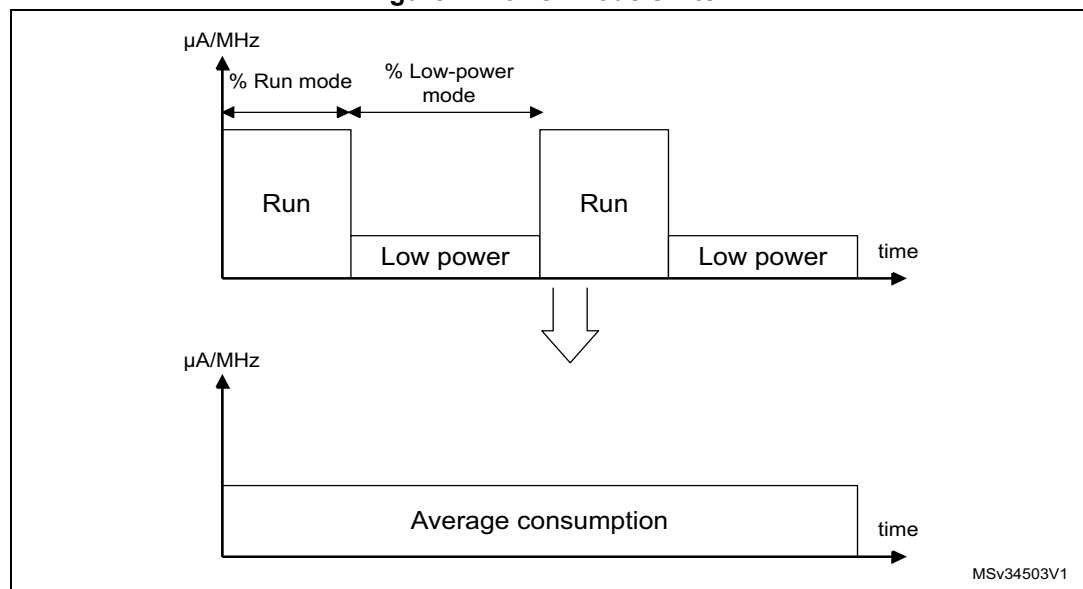 µA/MHz
% Run mode
% Low-power
mode
Run
Run
Low power
Low power
time
µA/MHz
Average consumption
time
MSv34503V1